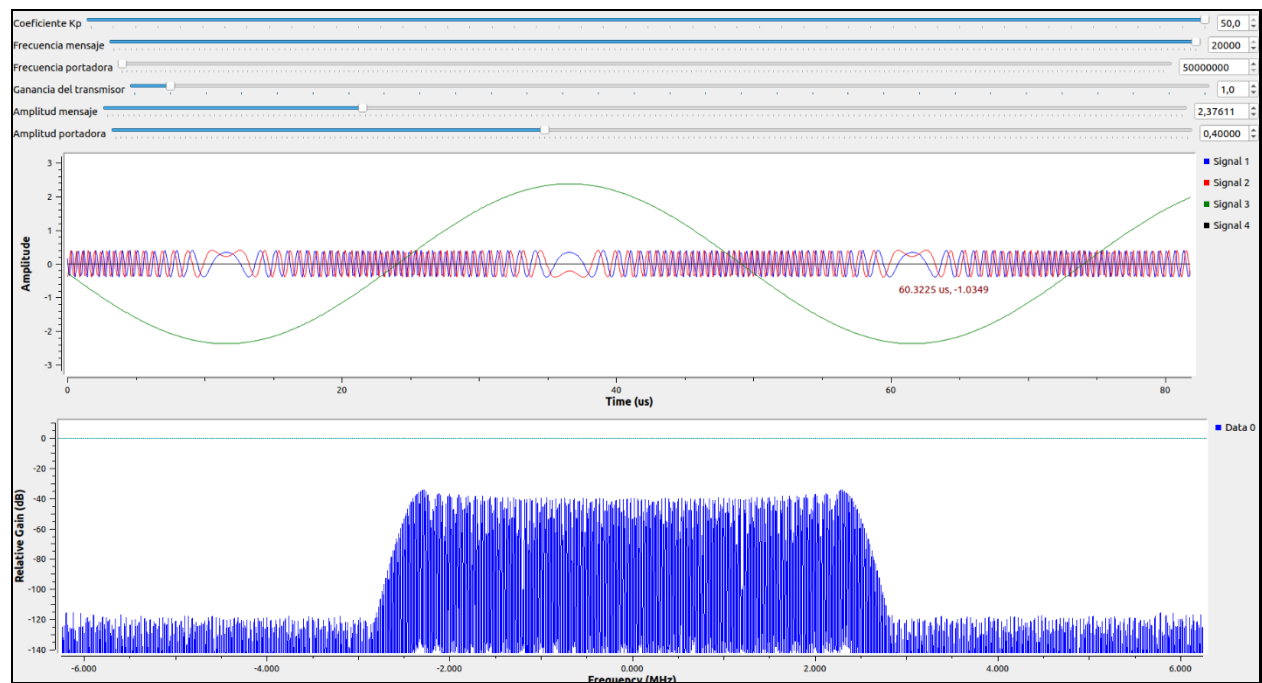 Coeficiente Kp 50,0
Frecuencia mensaje 20000
Frecuencia portadora 50000000
Ganancia del transmisor 1,0
Amplitud mensaje 2,37611
Amplitud portadora 0,40000
3
2
1
0
-1
-2
-3
Amplitude
Signal 1
Signal 2
Signal 3
Signal 4
60.3225 us, -1.0349
0 20 40 60 80
Time (us)
0
-20
-40
-60
-80
-100
-120
-140
Relative Gain (dB)
Data 0
-6.000 -4.000 -2.000 0.000 2.000 4.000 6.000
Frequency (MHz)